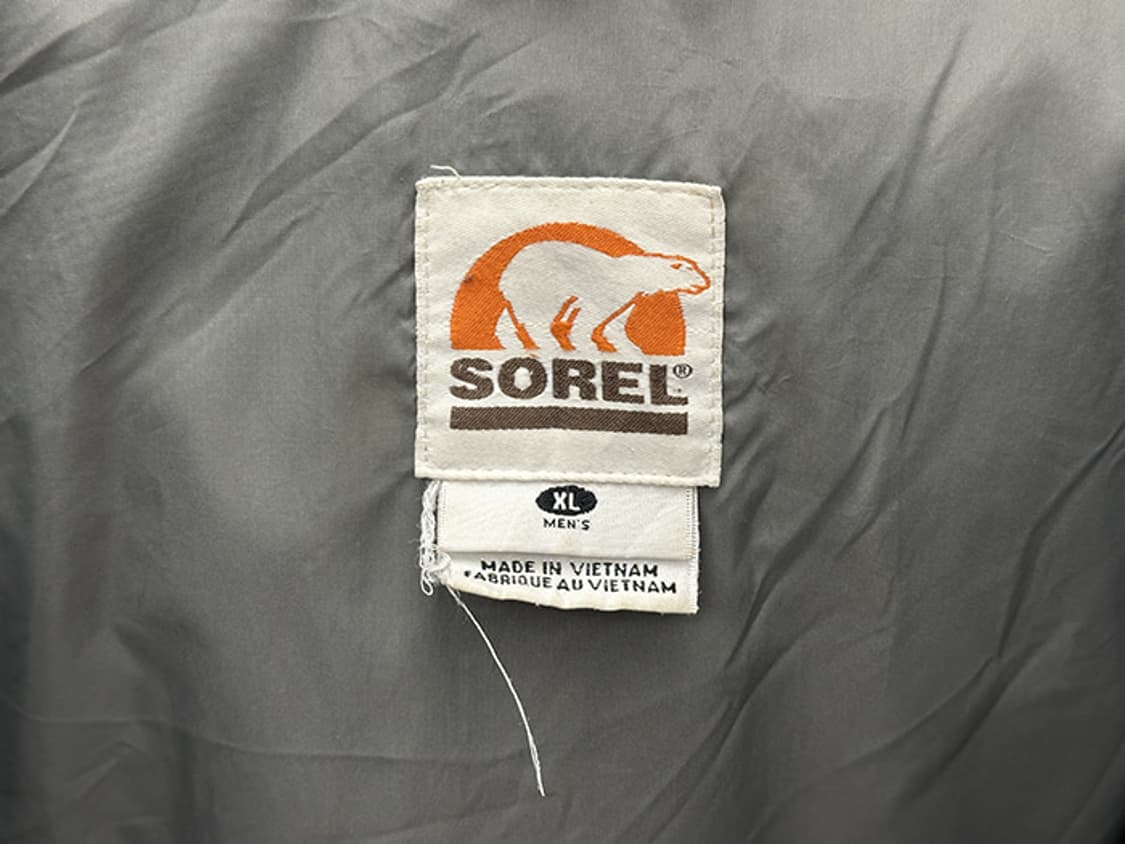 SOREL®
XL
MEN'S
MADE IN VIETNAM
FABRIQUE AU VIETNAM